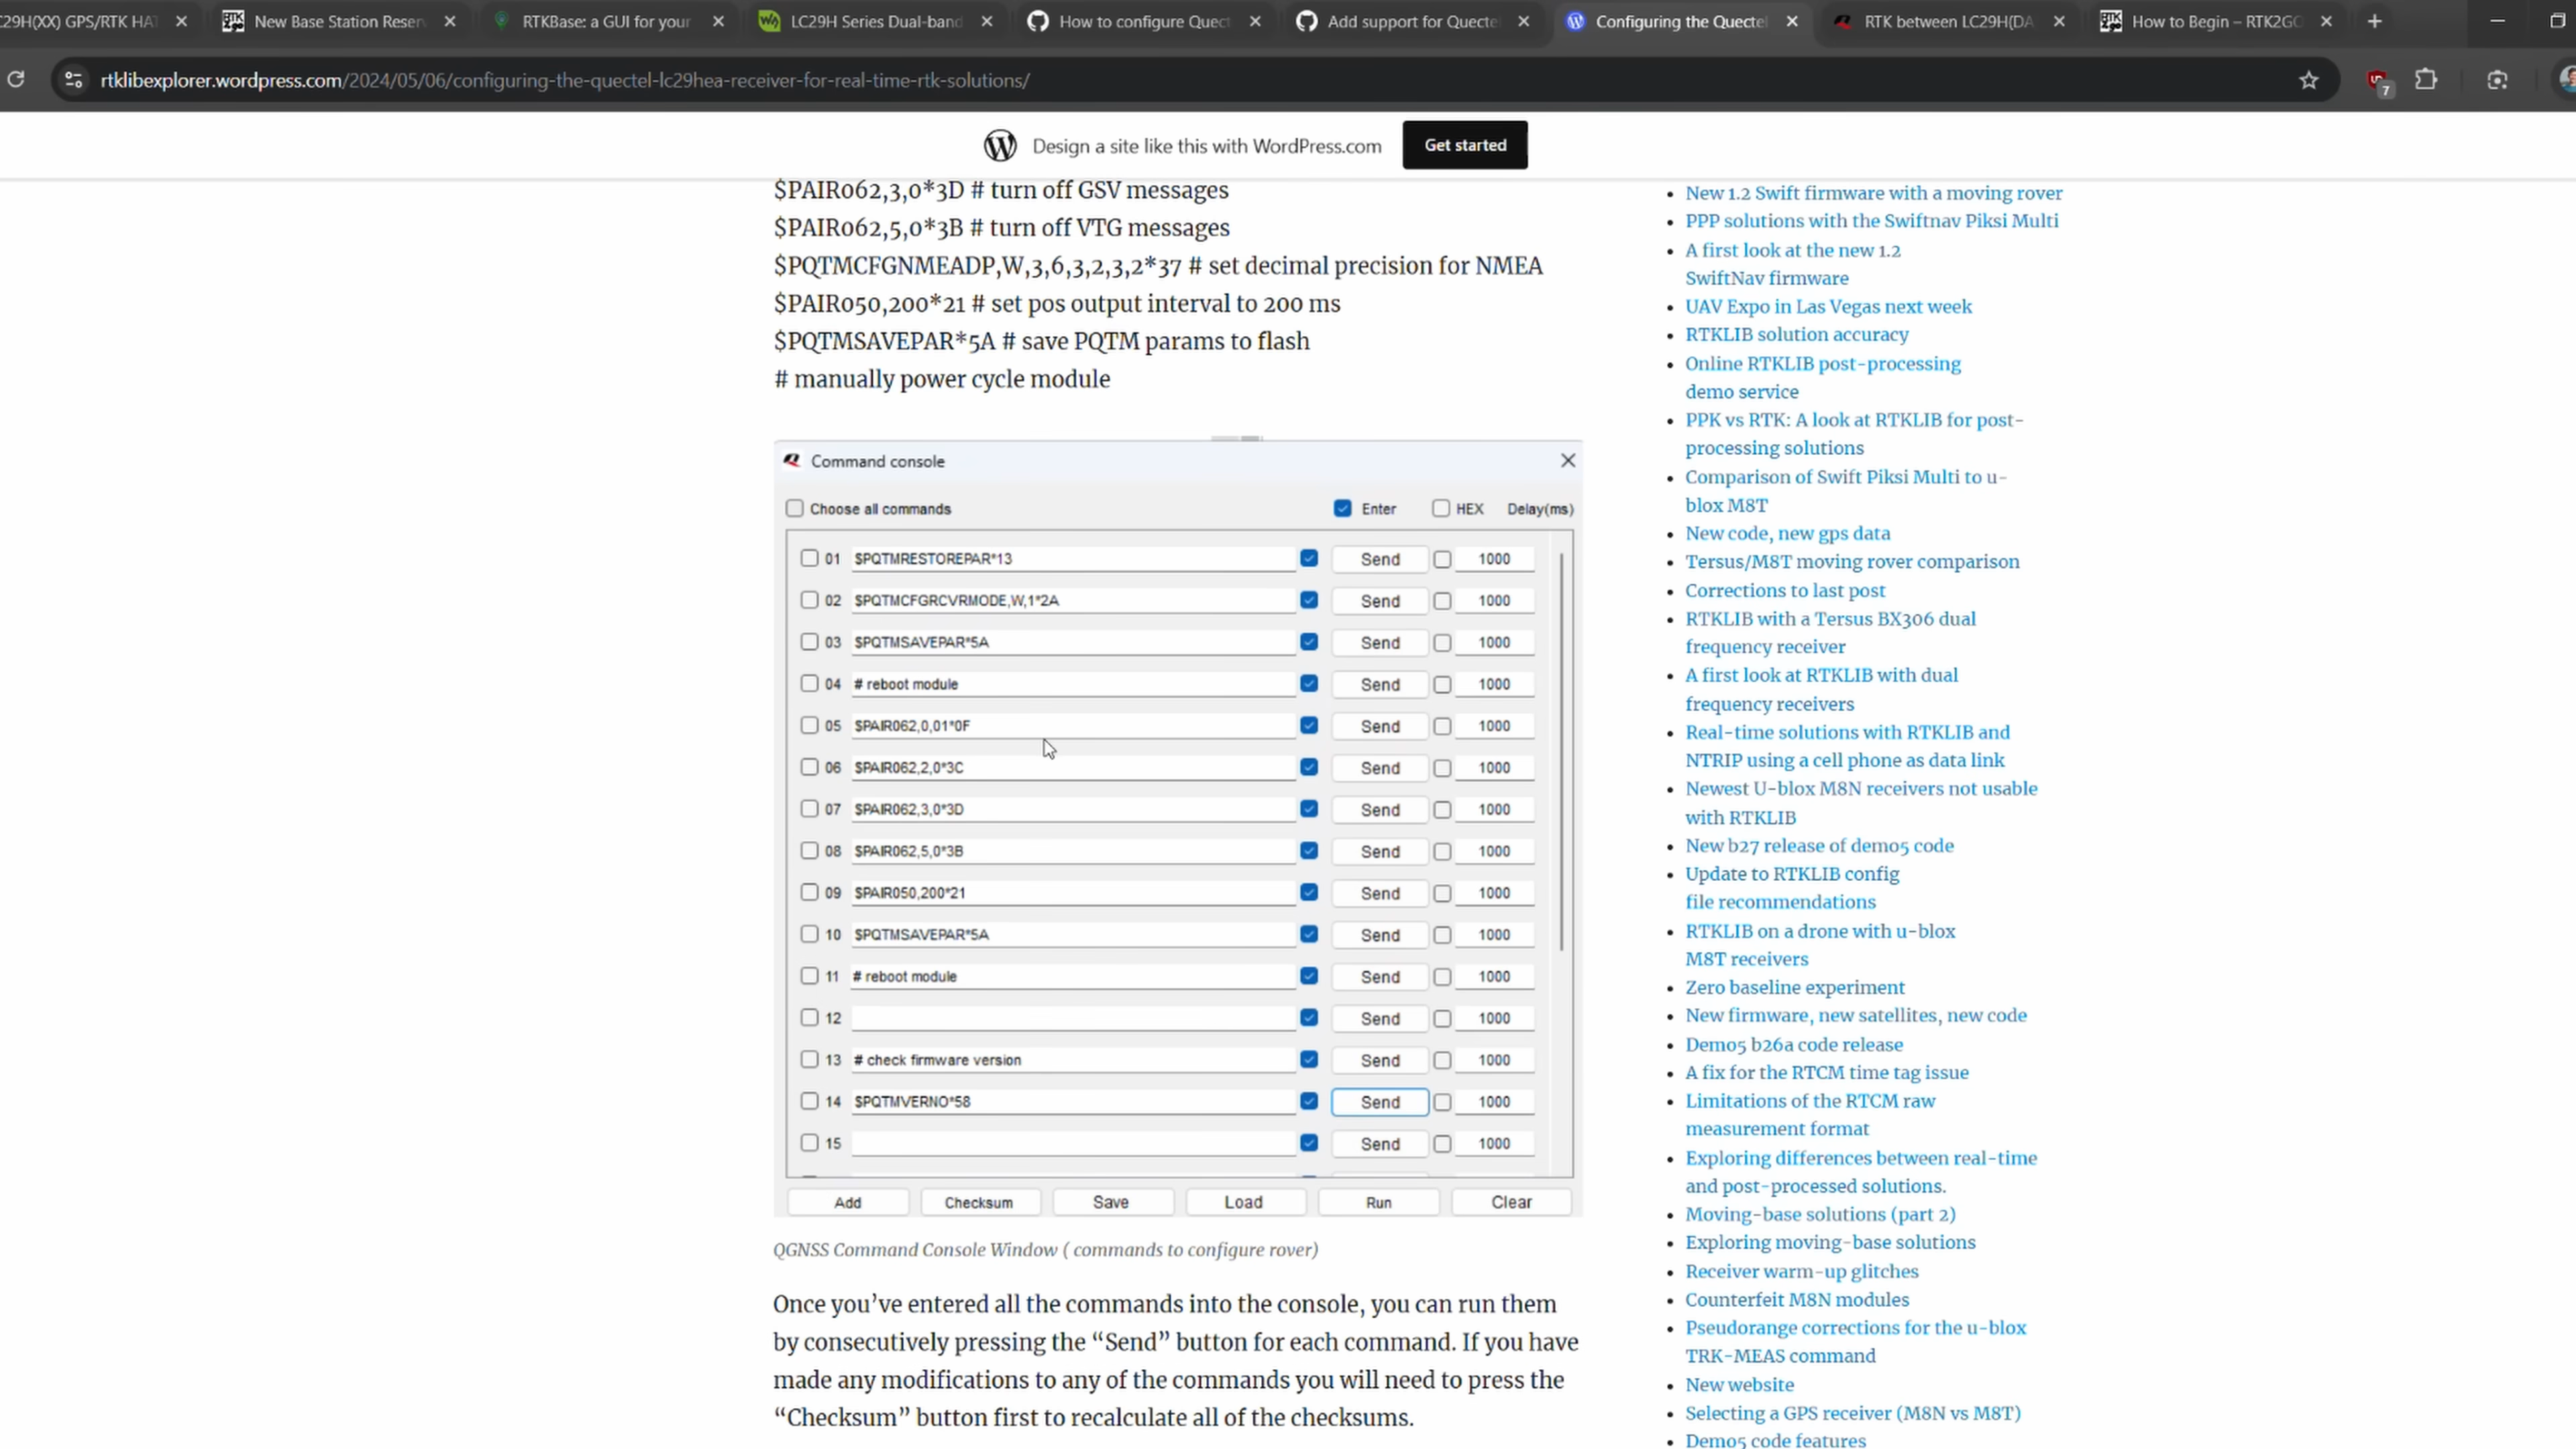 C29H(XX) GPS/RTK HAT
New Base Station Reser
RTKBase: a GUI for your
LC29H Series Dual-band
How to configure Quect
Add support for Quecte
Configuring the Quectel
RTK between LC29H(DA
How to Begin – RTK2GO
rtklibexplorer.wordpress.com/2024/05/06/configuring-the-quectel-lc29hea-receiver-for-real-time-rtk-solutions/
7
Design a site like this with WordPress.com
Get started
$PAIR062,3,0*3D # turn off GSV messages
$PAIR062,5,0*3B # turn off VTG messages
$PQTMCFGNMEADP,W,3,6,3,2,3,2*37 # set decimal precision for NMEA
$PAIR050,200*21 # set pos output interval to 200 ms
$PQTMSAVEPAR*5A # save PQTM params to flash
# manually power cycle module
Command console
Choose all commands Enter HEX Delay(ms)
01 $PQTMRESTOREPAR*13 Send 1000
02 $PQTMCFGRCVRMODE,W,1*2A Send 1000
03 $PQTMSAVEPAR*5A Send 1000
04 # reboot module Send 1000
05 $PAIR062,0,01*0F Send 1000
06 $PAIR062,2,0*3C Send 1000
07 $PAIR062,3,0*3D Send 1000
08 $PAIR062,5,0*3B Send 1000
09 $PAIR050,200*21 Send 1000
10 $PQTMSAVEPAR*5A Send 1000
11 # reboot module Send 1000
12 Send 1000
13 # check firmware version Send 1000
14 $PQTMVERNO*58 Send 1000
15 Send 1000
Add Checksum Save Load Run Clear
QGNSS Command Console Window ( commands to configure rover)
Once you’ve entered all the commands into the console, you can run them
by consecutively pressing the “Send” button for each command. If you have
made any modifications to any of the commands you will need to press the
“Checksum” button first to recalculate all of the checksums.
New 1.2 Swift firmware with a moving rover
PPP solutions with the Swiftnav Piksi Multi
A first look at the new 1.2
SwiftNav firmware
UAV Expo in Las Vegas next week
RTKLIB solution accuracy
Online RTKLIB post-processing
demo service
PPK vs RTK: A look at RTKLIB for post-
processing solutions
Comparison of Swift Piksi Multi to u-
blox M8T
New code, new gps data
Tersus/M8T moving rover comparison
Corrections to last post
RTKLIB with a Tersus BX306 dual
frequency receiver
A first look at RTKLIB with dual
frequency receivers
Real-time solutions with RTKLIB and
NTRIP using a cell phone as data link
Newest U-blox M8N receivers not usable
with RTKLIB
New b27 release of demo5 code
Update to RTKLIB config
file recommendations
RTKLIB on a drone with u-blox
M8T receivers
Zero baseline experiment
New firmware, new satellites, new code
Demo5 b26a code release
A fix for the RTCM time tag issue
Limitations of the RTCM raw
measurement format
Exploring differences between real-time
and post-processed solutions.
Moving-base solutions (part 2)
Exploring moving-base solutions
Receiver warm-up glitches
Counterfeit M8N modules
Pseudorange corrections for the u-blox
TRK-MEAS command
New website
Selecting a GPS receiver (M8N vs M8T)
Demo5 code features